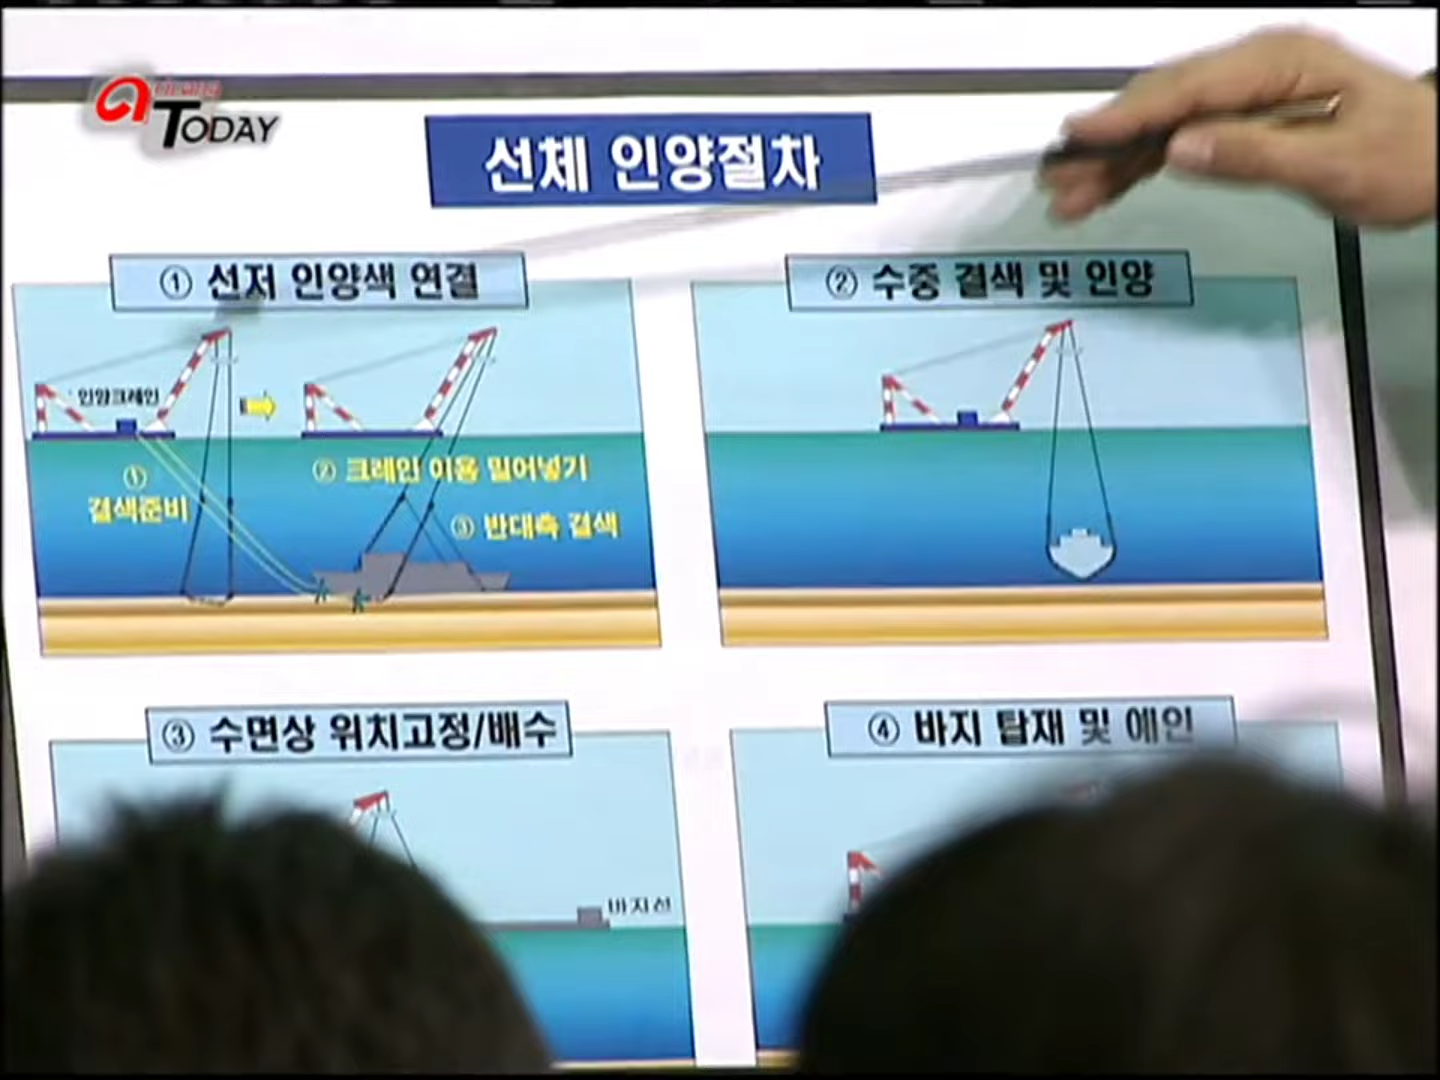 TODAY
선체 인양절차
① 선저 인양색 연결
② 수중 결색 및 인양
인양크레인
① 결색준비
② 크레인 이용 밀어넣기
③ 반대측 결색
③ 수면상 위치고정/배수
④ 바지 탑재 및 예인
바지선